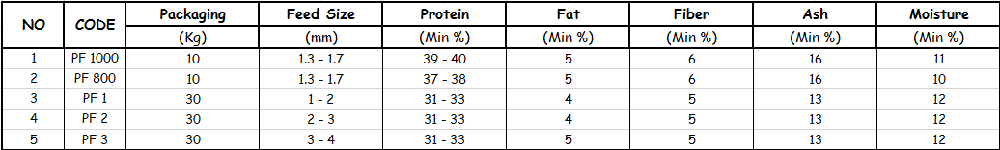 NO CODE Packaging Feed Size Protein Fat Fiber Ash Moisture
(Kg) (mm) (Min %) (Min %) (Min %) (Min %) (Min %)
1 PF 1000 10 1.3 - 1.7 39 - 40 5 6 16 11
2 PF 800 10 1.3 - 1.7 37 - 38 5 6 16 10
3 PF 1 30 1 - 2 31 - 33 4 5 13 12
4 PF 2 30 2 - 3 31 - 33 4 5 13 12
5 PF 3 30 3 - 4 31 - 33 5 5 13 12